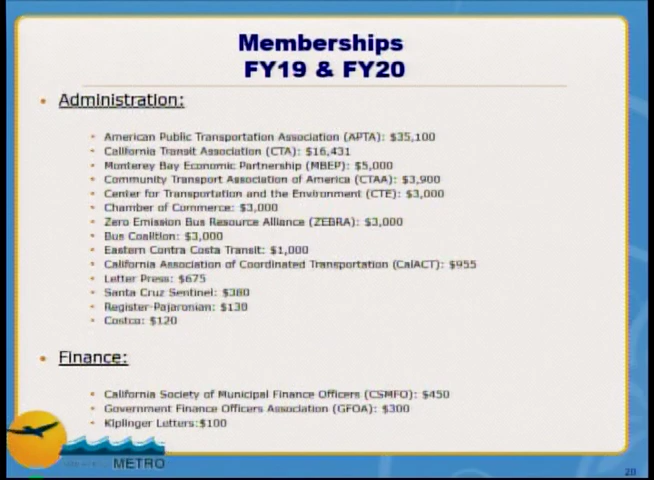 Memberships
FY19 & FY20
• Administration:
• American Public Transportation Association (APTA): $35,100
• California Transit Association (CTA): $16,431
• Monterey Bay Economic Partnership (MBEP): $5,000
• Community Transport Association of America (CTAA): $3,900
• Center for Transportation and the Environment (CTE): $3,000
• Chamber of Commerce: $3,000
• Zero Emission Bus Resource Alliance (ZEBRA): $3,000
• Bus Coalition: $3,000
• Eastern Contra Costa Transit: $1,000
• California Association of Coordinated Transportation (CalACT): $955
• Letter Press: $675
• Santa Cruz Sentinel: $380
• Register-Pajaronian: $130
• Costco: $120
• Finance:
• California Society of Municipal Finance Officers (CSMFO): $450
• Government Finance Officers Association (GFOA): $300
• Kiplinger Letters:$100
METRO
20